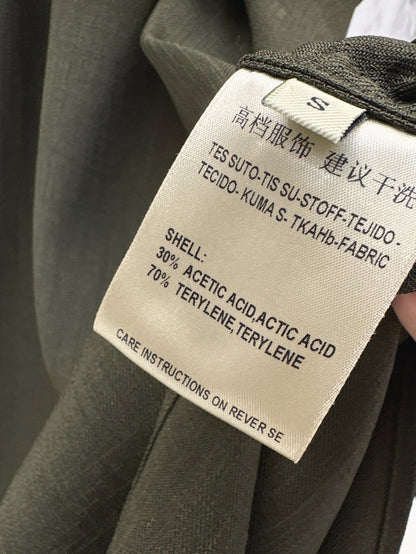 S
高档服饰 建议干洗
TES SUTO-TIS SU-STOFF-TEJIDO-
TECIDO- KUMA S- TKAHb-FABRIC
SHELL:
30% ACETIC ACID,ACTIC ACID
70% TERYLENE,TERYLENE
CARE INSTRUCTIONS ON REVER SE